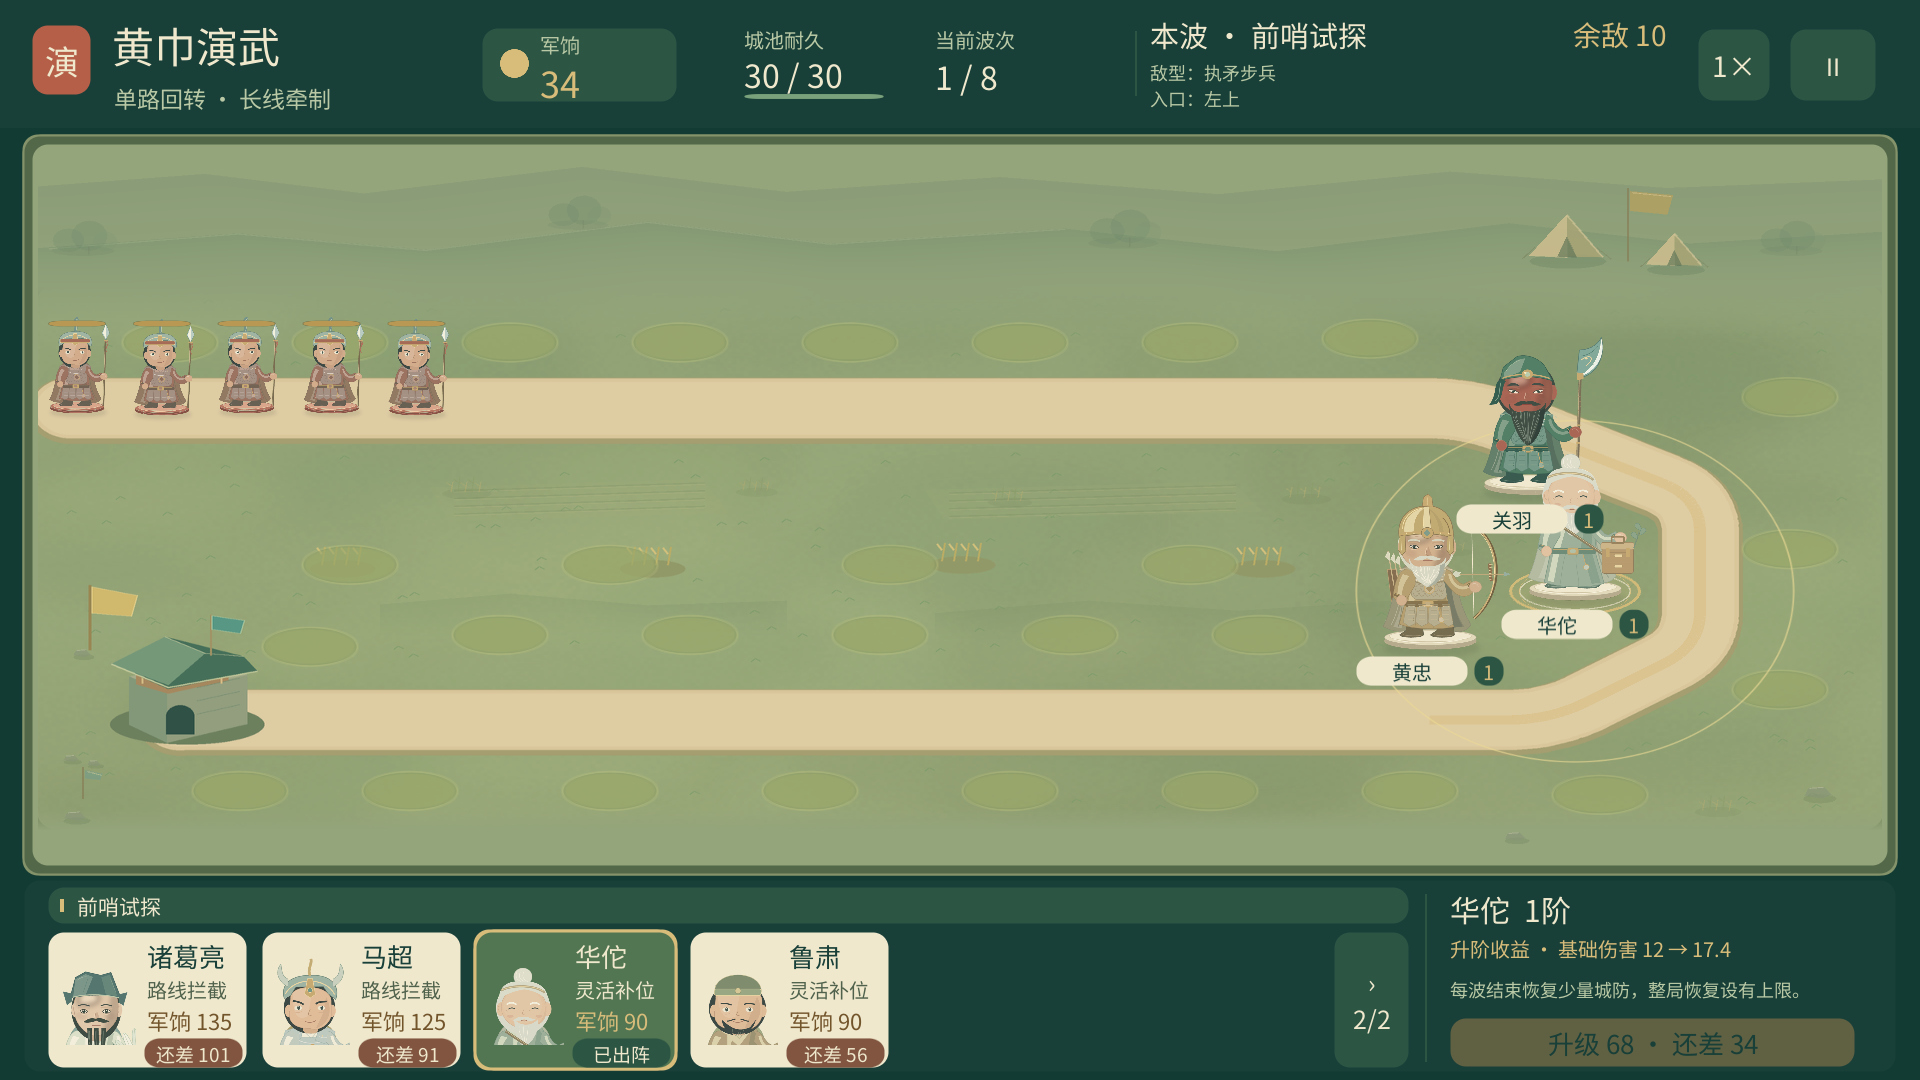 演
黄巾演武
单路回转 · 长线牵制
军饷
34
城池耐久
30 / 30
当前波次
1 / 8
本波 · 前哨试探
敌型：执矛步兵
入口：左上
余敌 10
1×
II
关羽 1
华佗 1
黄忠 1
前哨试探
诸葛亮
路线拦截
军饷 135
还差 101
马超
路线拦截
军饷 125
还差 91
华佗
灵活补位
军饷 90
已出阵
鲁肃
灵活补位
军饷 90
还差 56
›
2/2
华佗 1阶
升阶收益 · 基础伤害 12 → 17.4
每波结束恢复少量城防，整局恢复设有上限。
升级 68 · 还差 34